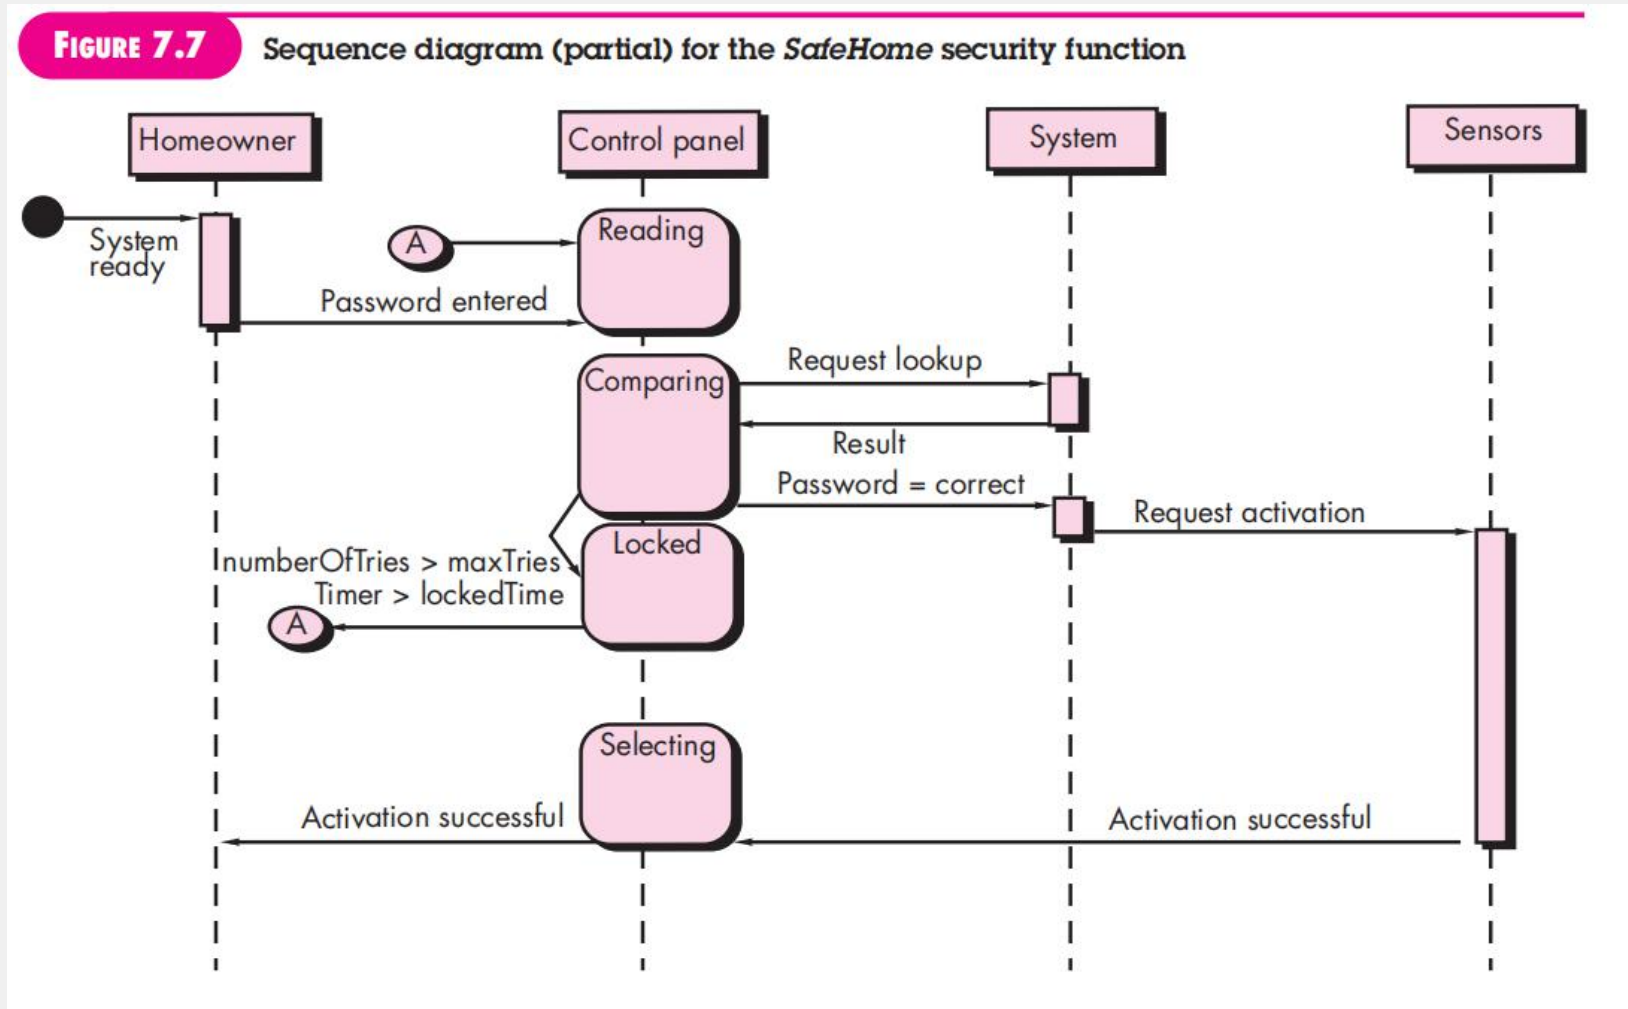 FIGURE 7.7
Sequence diagram (partial) for the SafeHome security function
Homeowner
Control panel
System
Sensors
System
ready
A
Reading
Password entered
Request lookup
Comparing
Result
Password = correct
Request activation
Locked
numberOfTries > maxTries
Timer > lockedTime
A
Selecting
Activation successful
Activation successful